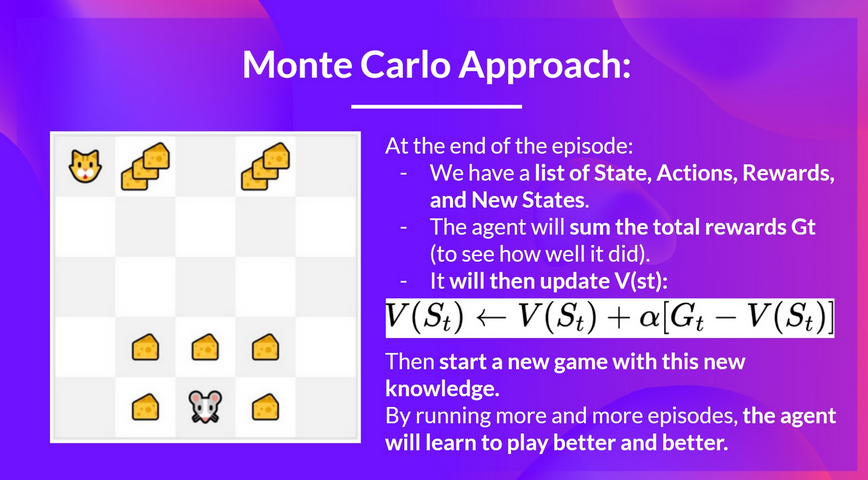 Monte Carlo Approach:
At the end of the episode:
- We have a list of State, Actions, Rewards,
and New States.
- The agent will sum the total rewards Gt
(to see how well it did).
- It will then update V(st):
V(S_t) ← V(S_t) + α[G_t − V(S_t)]
Then start a new game with this new
knowledge.
By running more and more episodes, the agent
will learn to play better and better.